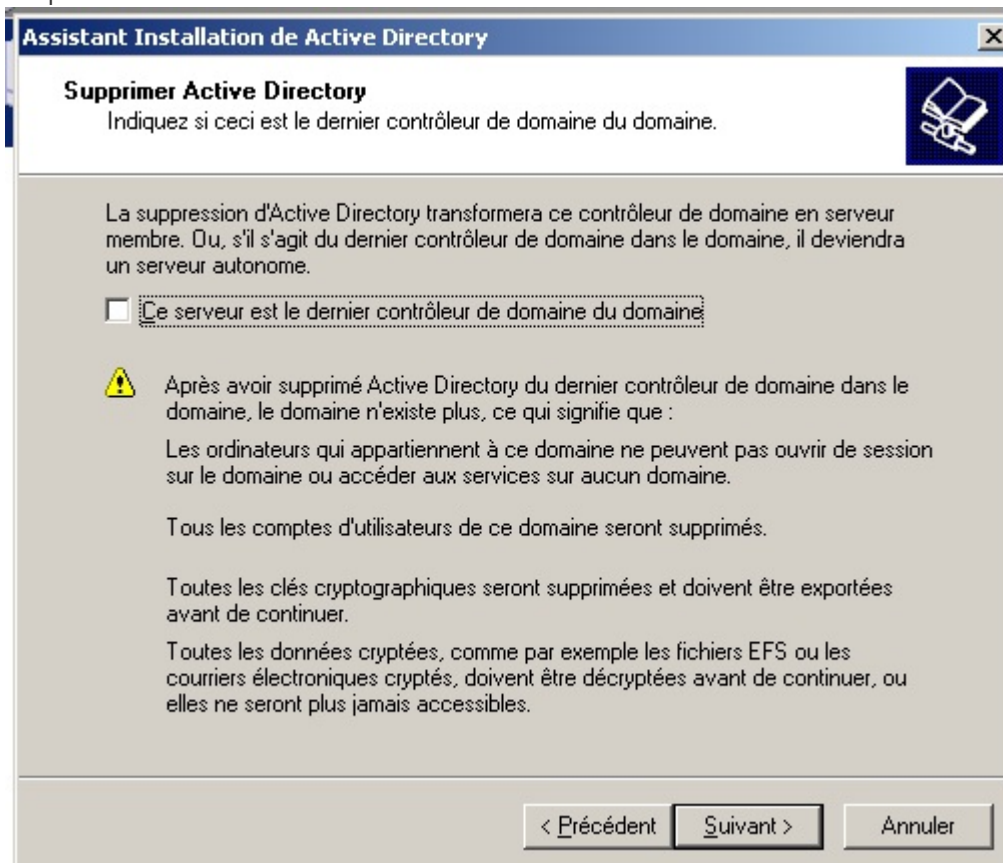 Assistant Installation de Active Directory
Supprimer Active Directory
Indiquez si ceci est le dernier contrôleur de domaine du domaine.
La suppression d'Active Directory transformera ce contrôleur de domaine en serveur
membre. Ou, s'il s'agit du dernier contrôleur de domaine dans le domaine, il deviendra
un serveur autonome.
Ce serveur est le dernier contrôleur de domaine du domaine
Après avoir supprimé Active Directory du dernier contrôleur de domaine dans le
domaine, le domaine n'existe plus, ce qui signifie que :
Les ordinateurs qui appartiennent à ce domaine ne peuvent pas ouvrir de session
sur le domaine ou accéder aux services sur aucun domaine.
Tous les comptes d'utilisateurs de ce domaine seront supprimés.
Toutes les clés cryptographiques seront supprimées et doivent être exportées
avant de continuer.
Toutes les données cryptées, comme par exemple les fichiers EFS ou les
courriers électroniques cryptés, doivent être décryptées avant de continuer, ou
elles ne seront plus jamais accessibles.
< Précédent Suivant > Annuler